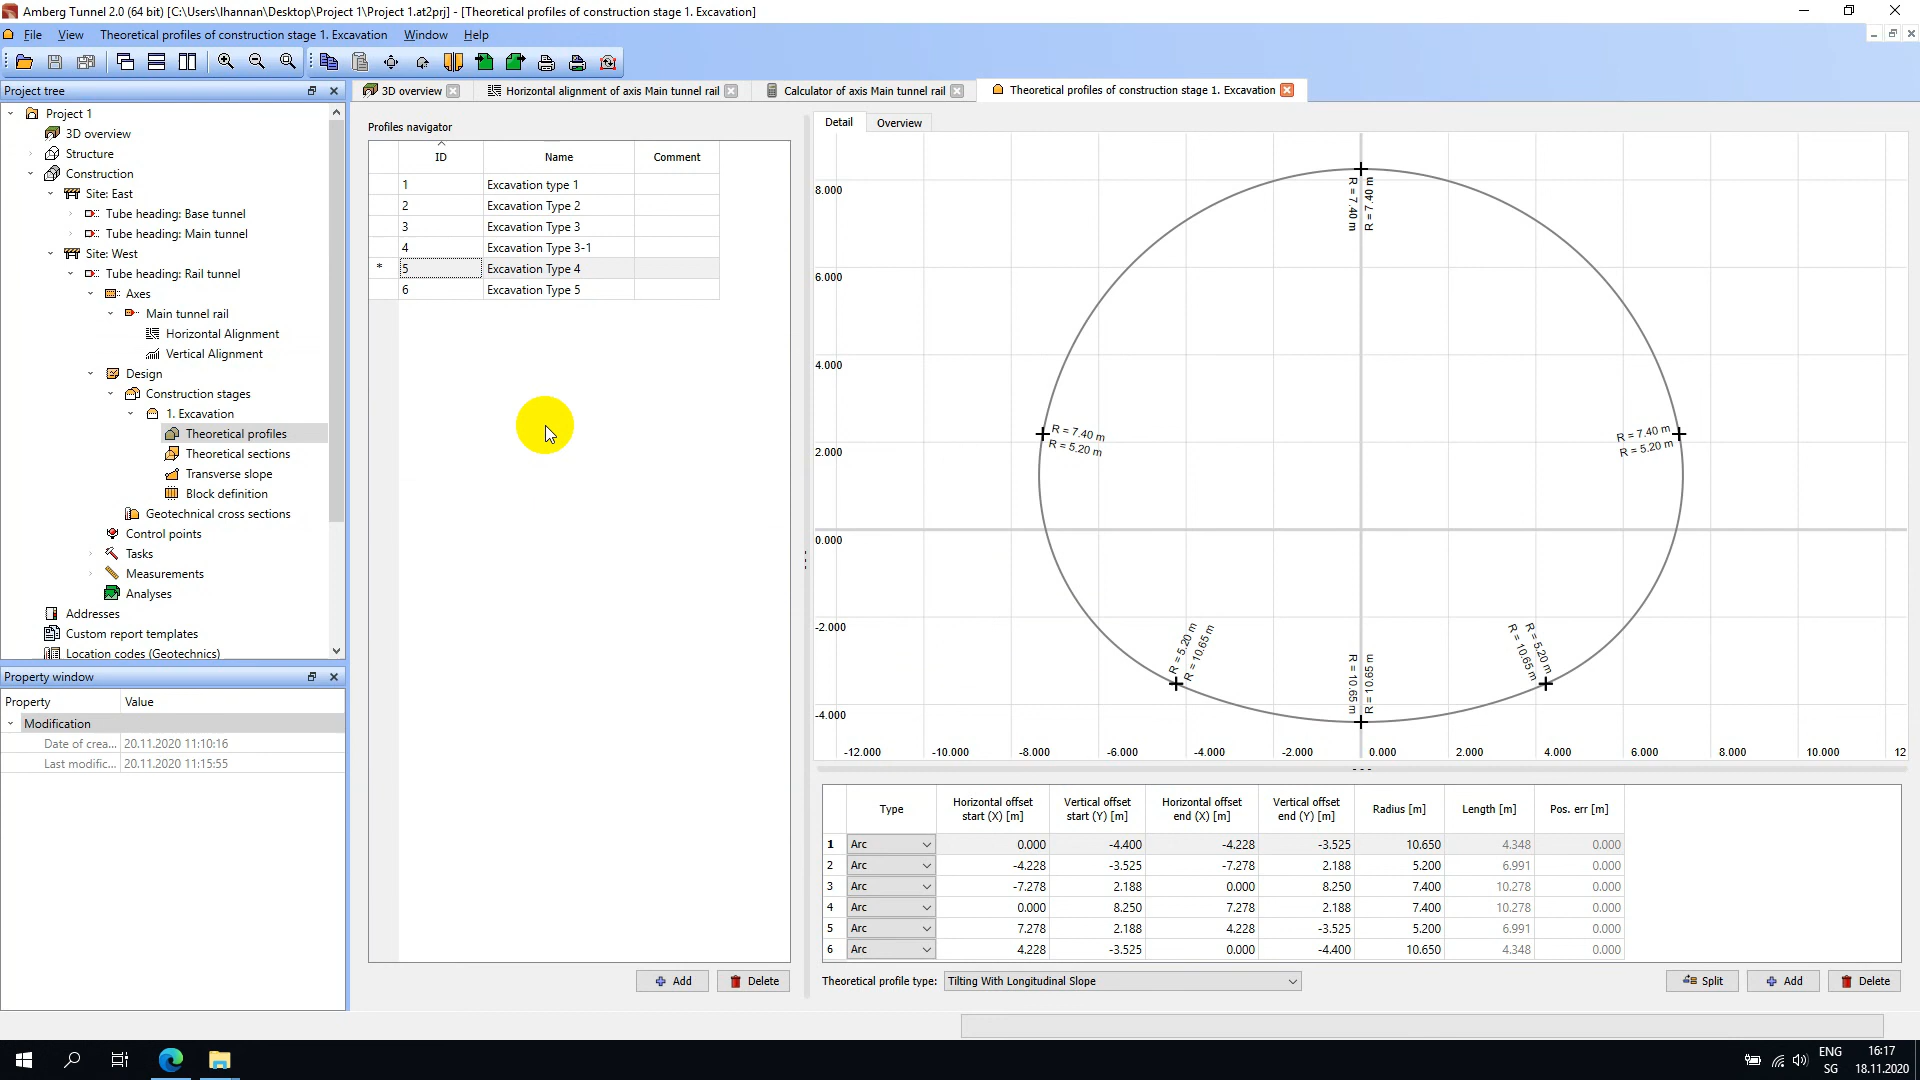 Amberg Tunnel 2.0 (64 bit) [C:\Users\lhannan\Desktop\Project 1\Project 1.at2prj] - [Theoretical profiles of construction stage 1. Excavation]
File View Theoretical profiles of construction stage 1. Excavation Window Help
Project tree
Project 1
3D overview
Structure
Construction
Site: East
Tube heading: Base tunnel
Tube heading: Main tunnel
Site: West
Tube heading: Rail tunnel
Axes
Main tunnel rail
Horizontal Alignment
Vertical Alignment
Design
Construction stages
1. Excavation
Theoretical profiles
Theoretical sections
Transverse slope
Block definition
Geotechnical cross sections
Control points
Tasks
Measurements
Analyses
Addresses
Custom report templates
Location codes (Geotechnics)
Property window
Property Value
Modification
Date of crea... 20.11.2020 11:10:16
Last modific... 20.11.2020 11:15:55
3D overview Horizontal alignment of axis Main tunnel rail Calculator of axis Main tunnel rail Theoretical profiles of construction stage 1. Excavation
Profiles navigator
ID Name Comment
1 Excavation type 1
2 Excavation Type 2
3 Excavation Type 3
4 Excavation Type 3-1
* 5 Excavation Type 4
6 Excavation Type 5
Add Delete
Detail Overview
8.000
6.000
4.000
2.000
0.000
-2.000
-4.000
R = 7.40 m
R = 7.40 m
R = 7.40 m
R = 5.20 m
R = 7.40 m
R = 5.20 m
R = 5.20 m
R = 10.65 m
R = 10.65 m
R = 10.65 m
R = 10.65 m
R = 5.20 m
-12.000 -10.000 -8.000 -6.000 -4.000 -2.000 0.000 2.000 4.000 6.000 8.000 10.000 12
Type Horizontal offset start (X) [m] Vertical offset start (Y) [m] Horizontal offset end (X) [m] Vertical offset end (Y) [m] Radius [m] Length [m] Pos. err [m]
1 Arc 0.000 -4.400 -4.228 -3.525 10.650 4.348 0.000
2 Arc -4.228 -3.525 -7.278 2.188 5.200 6.991 0.000
3 Arc -7.278 2.188 0.000 8.250 7.400 10.278 0.000
4 Arc 0.000 8.250 7.278 2.188 7.400 10.278 0.000
5 Arc 7.278 2.188 4.228 -3.525 5.200 6.991 0.000
6 Arc 4.228 -3.525 0.000 -4.400 10.650 4.348 0.000
Theoretical profile type: Tilting With Longitudinal Slope Split Add Delete
ENG 16:17
SG 18.11.2020